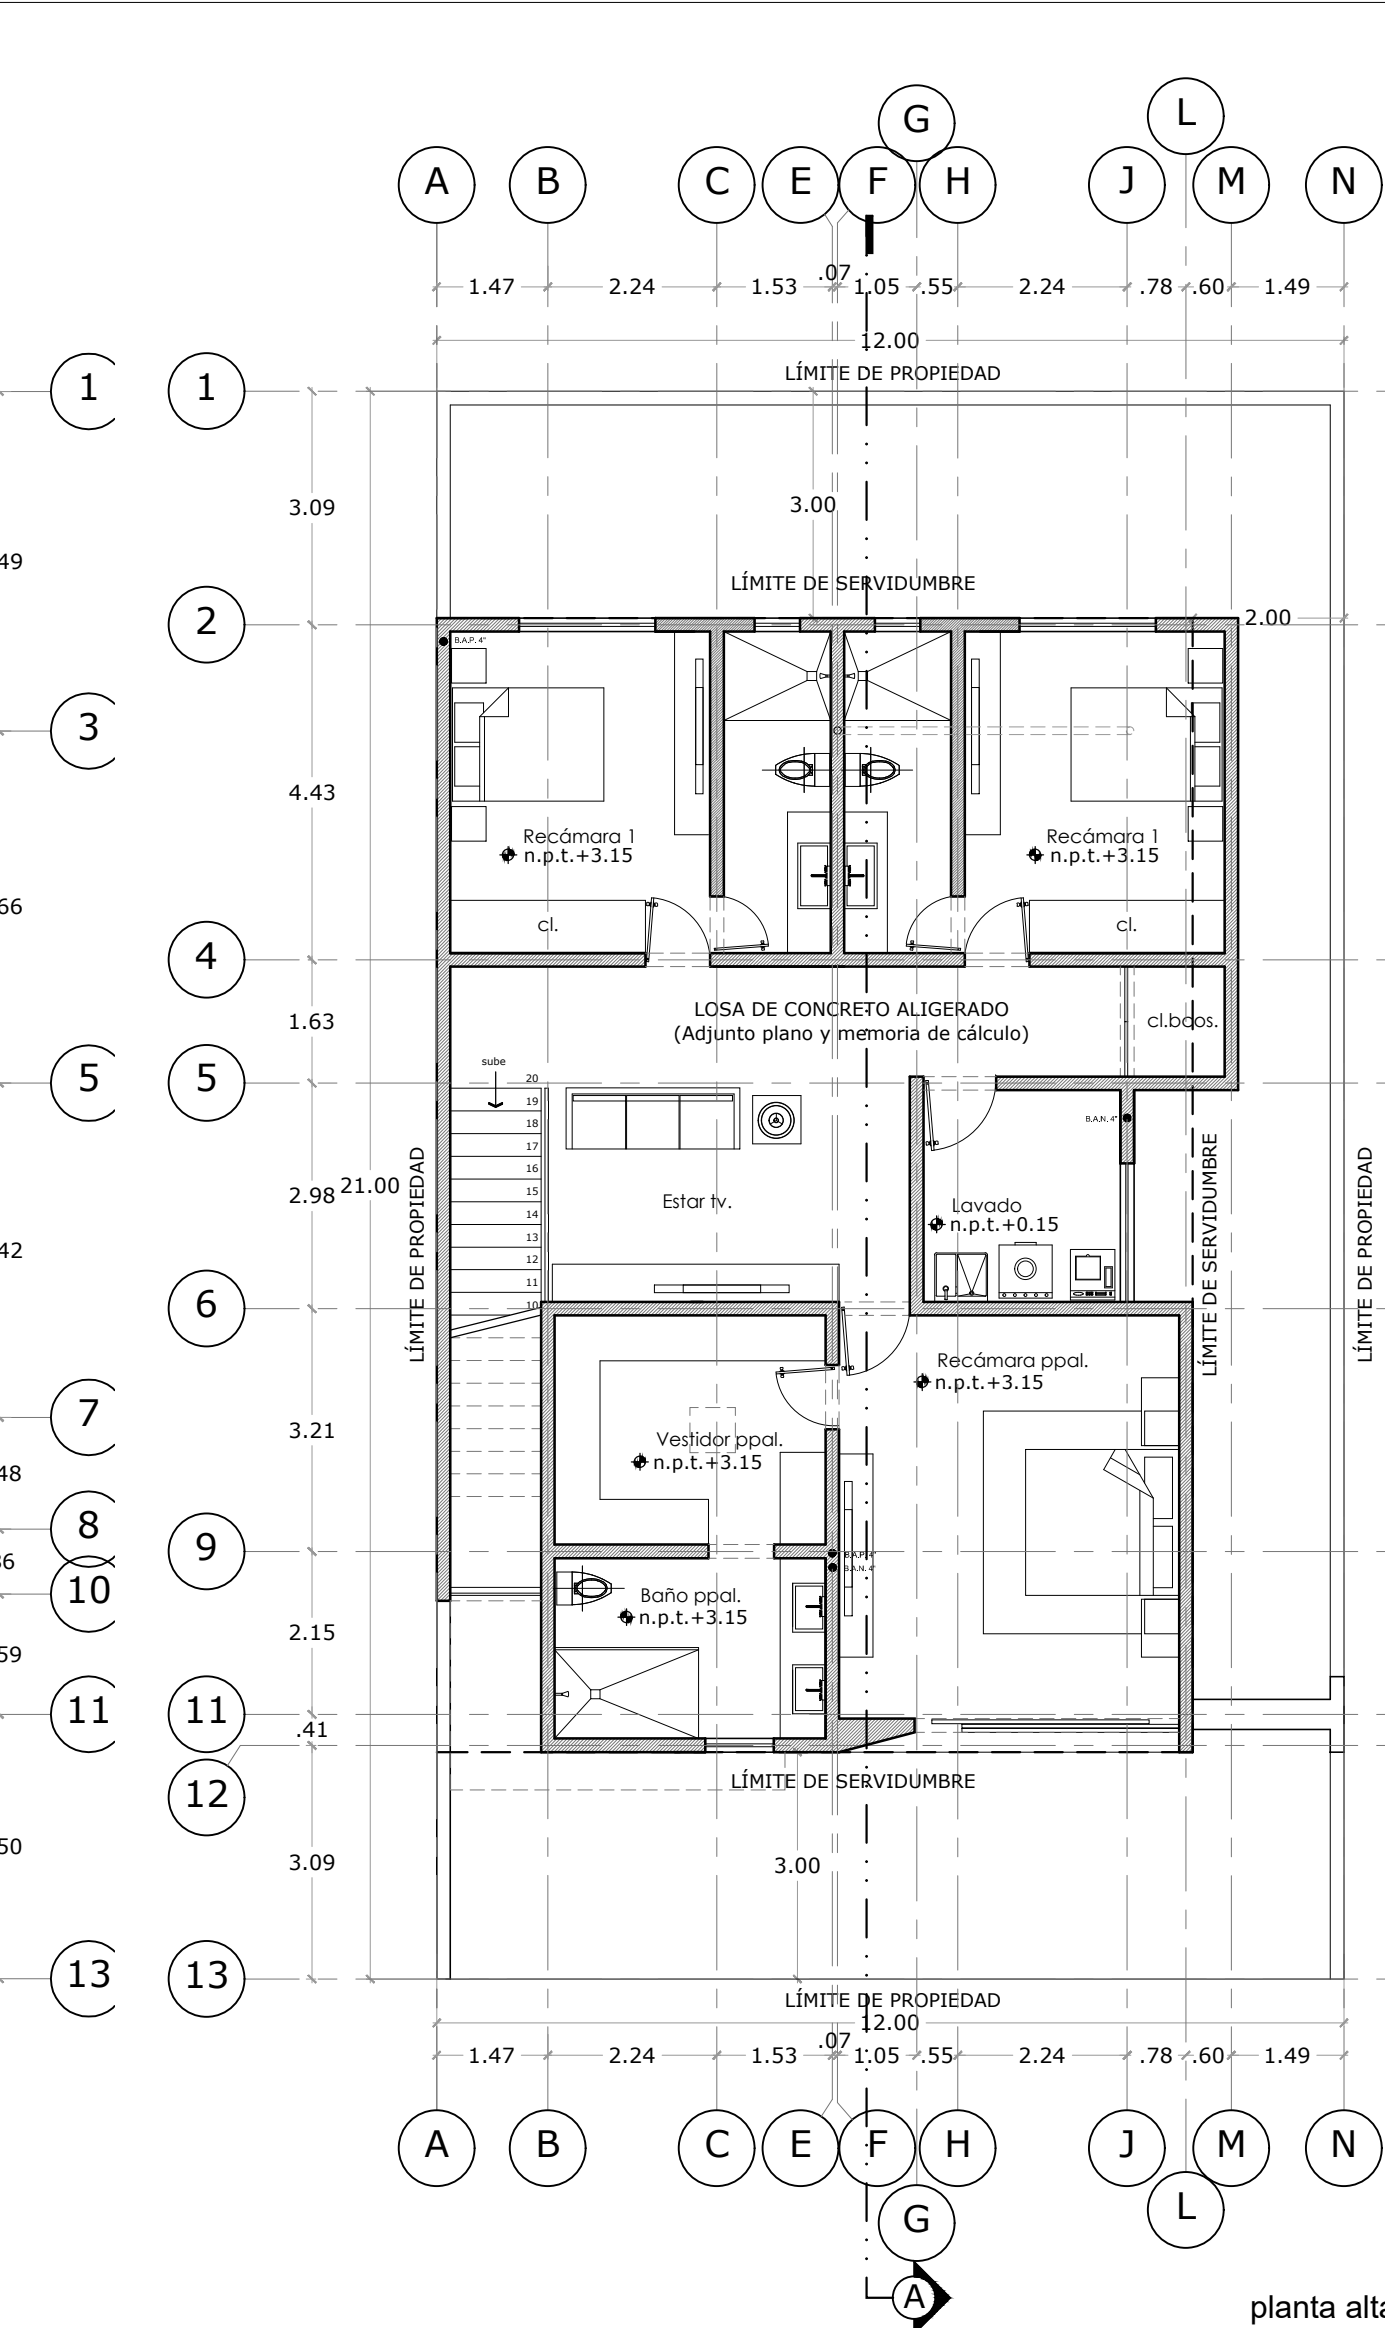 G
L
A
B
C
E
F
H
J
M
N
.07
1.47
2.24
1.53
1.05
.55
2.24
.78
.60
1.49
12.00
LÍMITE DE PROPIEDAD
1
1
3.09
3.00
49
LÍMITE DE SERVIDUMBRE
2
2.00
B.A.P. 4"
3
4.43
Recámara 1
n.p.t.+3.15
Recámara 1
n.p.t.+3.15
66
cl.
cl.
4
LOSA DE CONCRETO ALIGERADO
(Adjunto plano y memoria de cálculo)
1.63
cl.bcos.
5
5
sube
20
19
18
17
16
15
14
13
12
11
10
B.A.N. 4"
LÍMITE DE PROPIEDAD
2.98
21.00
Estar tv.
Lavado
n.p.t.+0.15
LÍMITE DE SERVIDUMBRE
LÍMITE DE PROPIEDAD
42
6
Recámara ppal.
n.p.t.+3.15
7
3.21
Vestidor ppal.
n.p.t.+3.15
48
8
9
B.A.P. 4"
B.A.N. 4"
36
10
Baño ppal.
n.p.t.+3.15
2.15
59
11
11
.41
12
LÍMITE DE SERVIDUMBRE
50
3.09
3.00
13
13
LÍMITE DE PROPIEDAD
12.00
.07
1.47
2.24
1.53
1.05
.55
2.24
.78
.60
1.49
A
B
C
E
F
H
J
M
N
G
L
A
planta alta